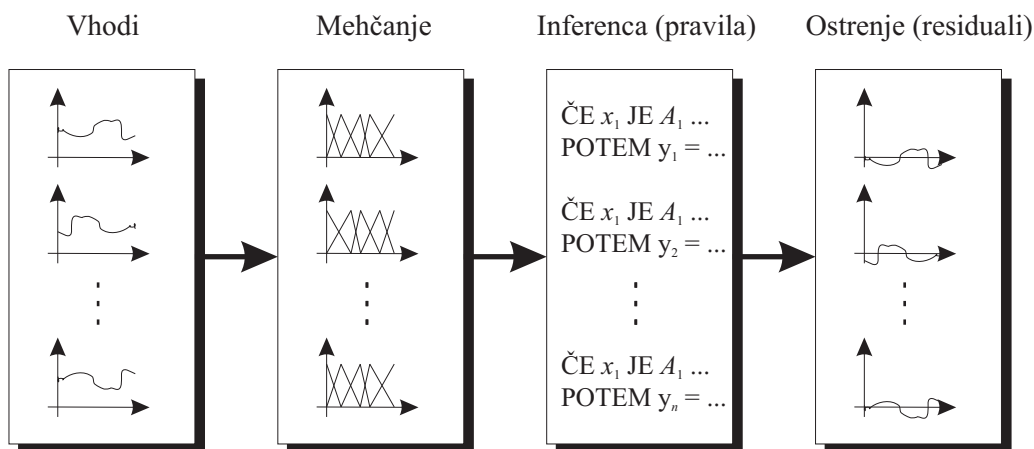 Vhodi
Mehčanje
Inferenca (pravila)
Ostrenje (residuali)
ČE x₁ JE A₁ ...
POTEM y₁ = ...
ČE x₁ JE A₁ ...
POTEM y₂ = ...
ČE x₁ JE A₁ ...
POTEM yₙ = ...